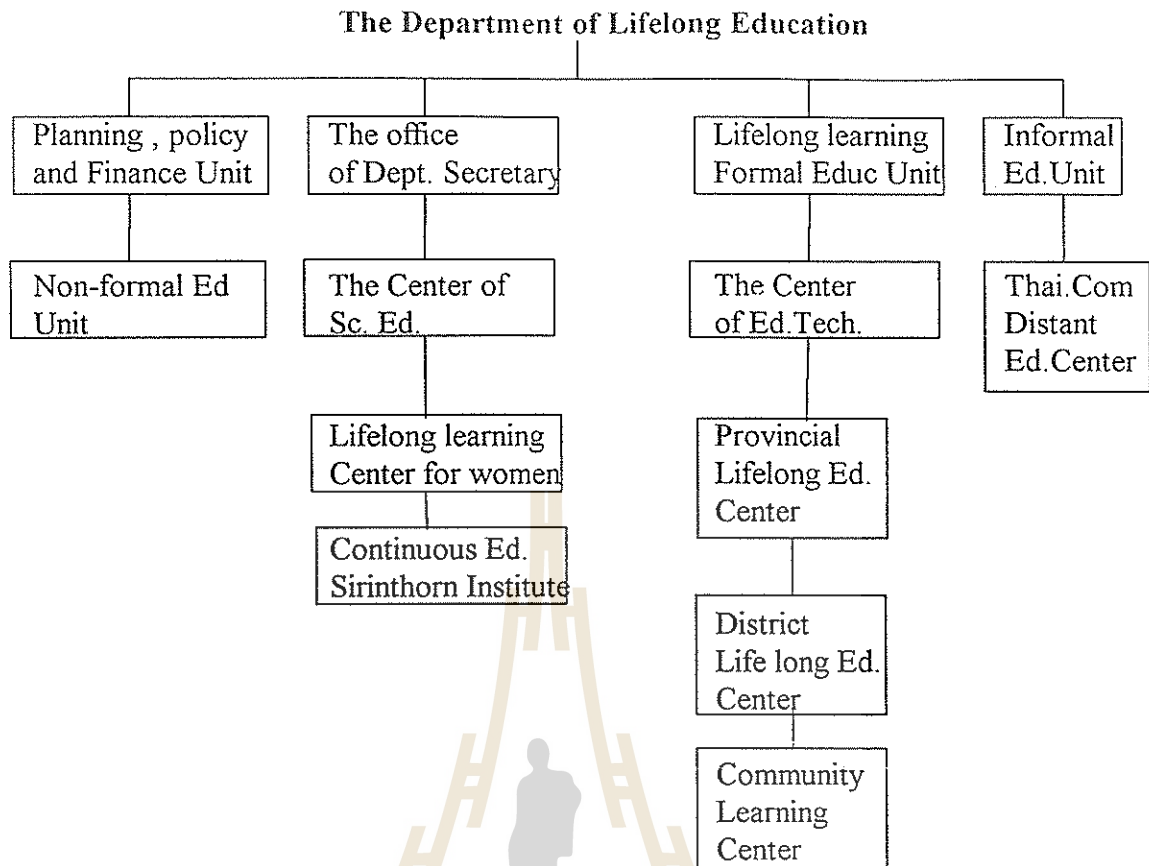 The Department of Lifelong Education
Planning , policy
and Finance Unit
The office
of Dept. Secretary
Lifelong learning
Formal Educ Unit
Informal
Ed.Unit
Non-formal Ed
Unit
The Center of
Sc. Ed.
The Center
of Ed.Tech.
Thai.Com
Distant
Ed.Center
Lifelong learning
Center for women
Provincial
Lifelong Ed.
Center
Continuous Ed.
Sirinthorn Institute
District
Life long Ed.
Center
Community
Learning
Center